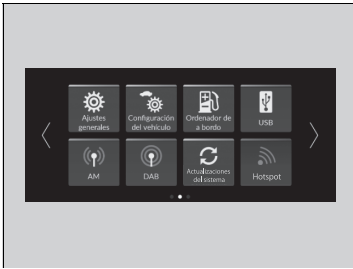 Ajustes
generales
Configuración
del vehículo
Ordenador de
a bordo
USB
AM
DAB
Actualizaciones
del sistema
Hotspot